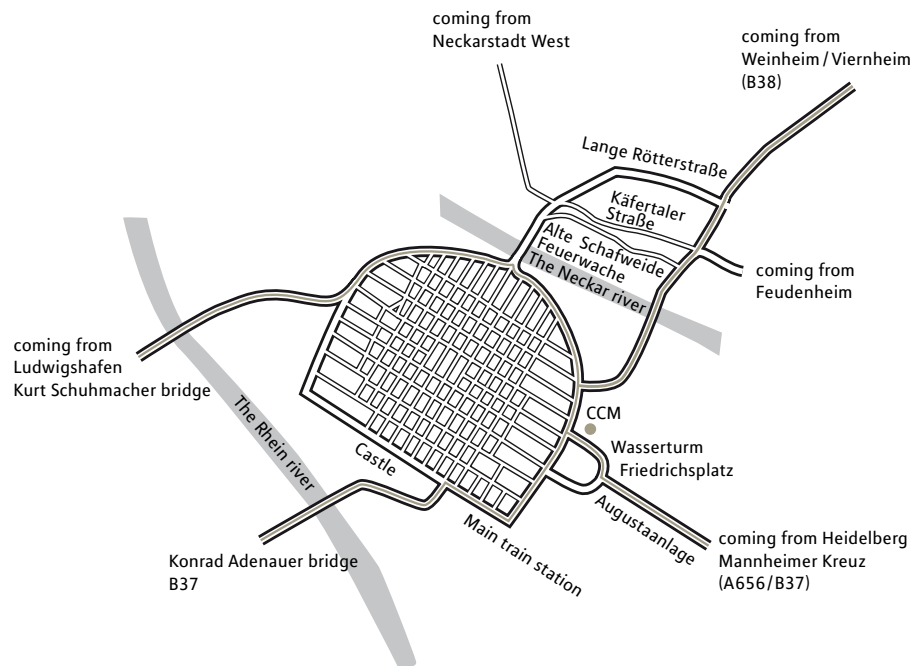 coming from
Neckarstadt West
coming from
Weinheim / Viernheim
(B38)
Lange Rötterstraße
Käfertaler
Straße
Alte Schafweide
Feuerwache
The Neckar river
coming from
Feudenheim
coming from
Ludwigshafen
Kurt Schuhmacher bridge
The Rhein river
CCM
Wasserturm
Friedrichsplatz
Castle
Augustaanlage
Main train station
coming from Heidelberg
Mannheimer Kreuz
(A656/B37)
Konrad Adenauer bridge
B37